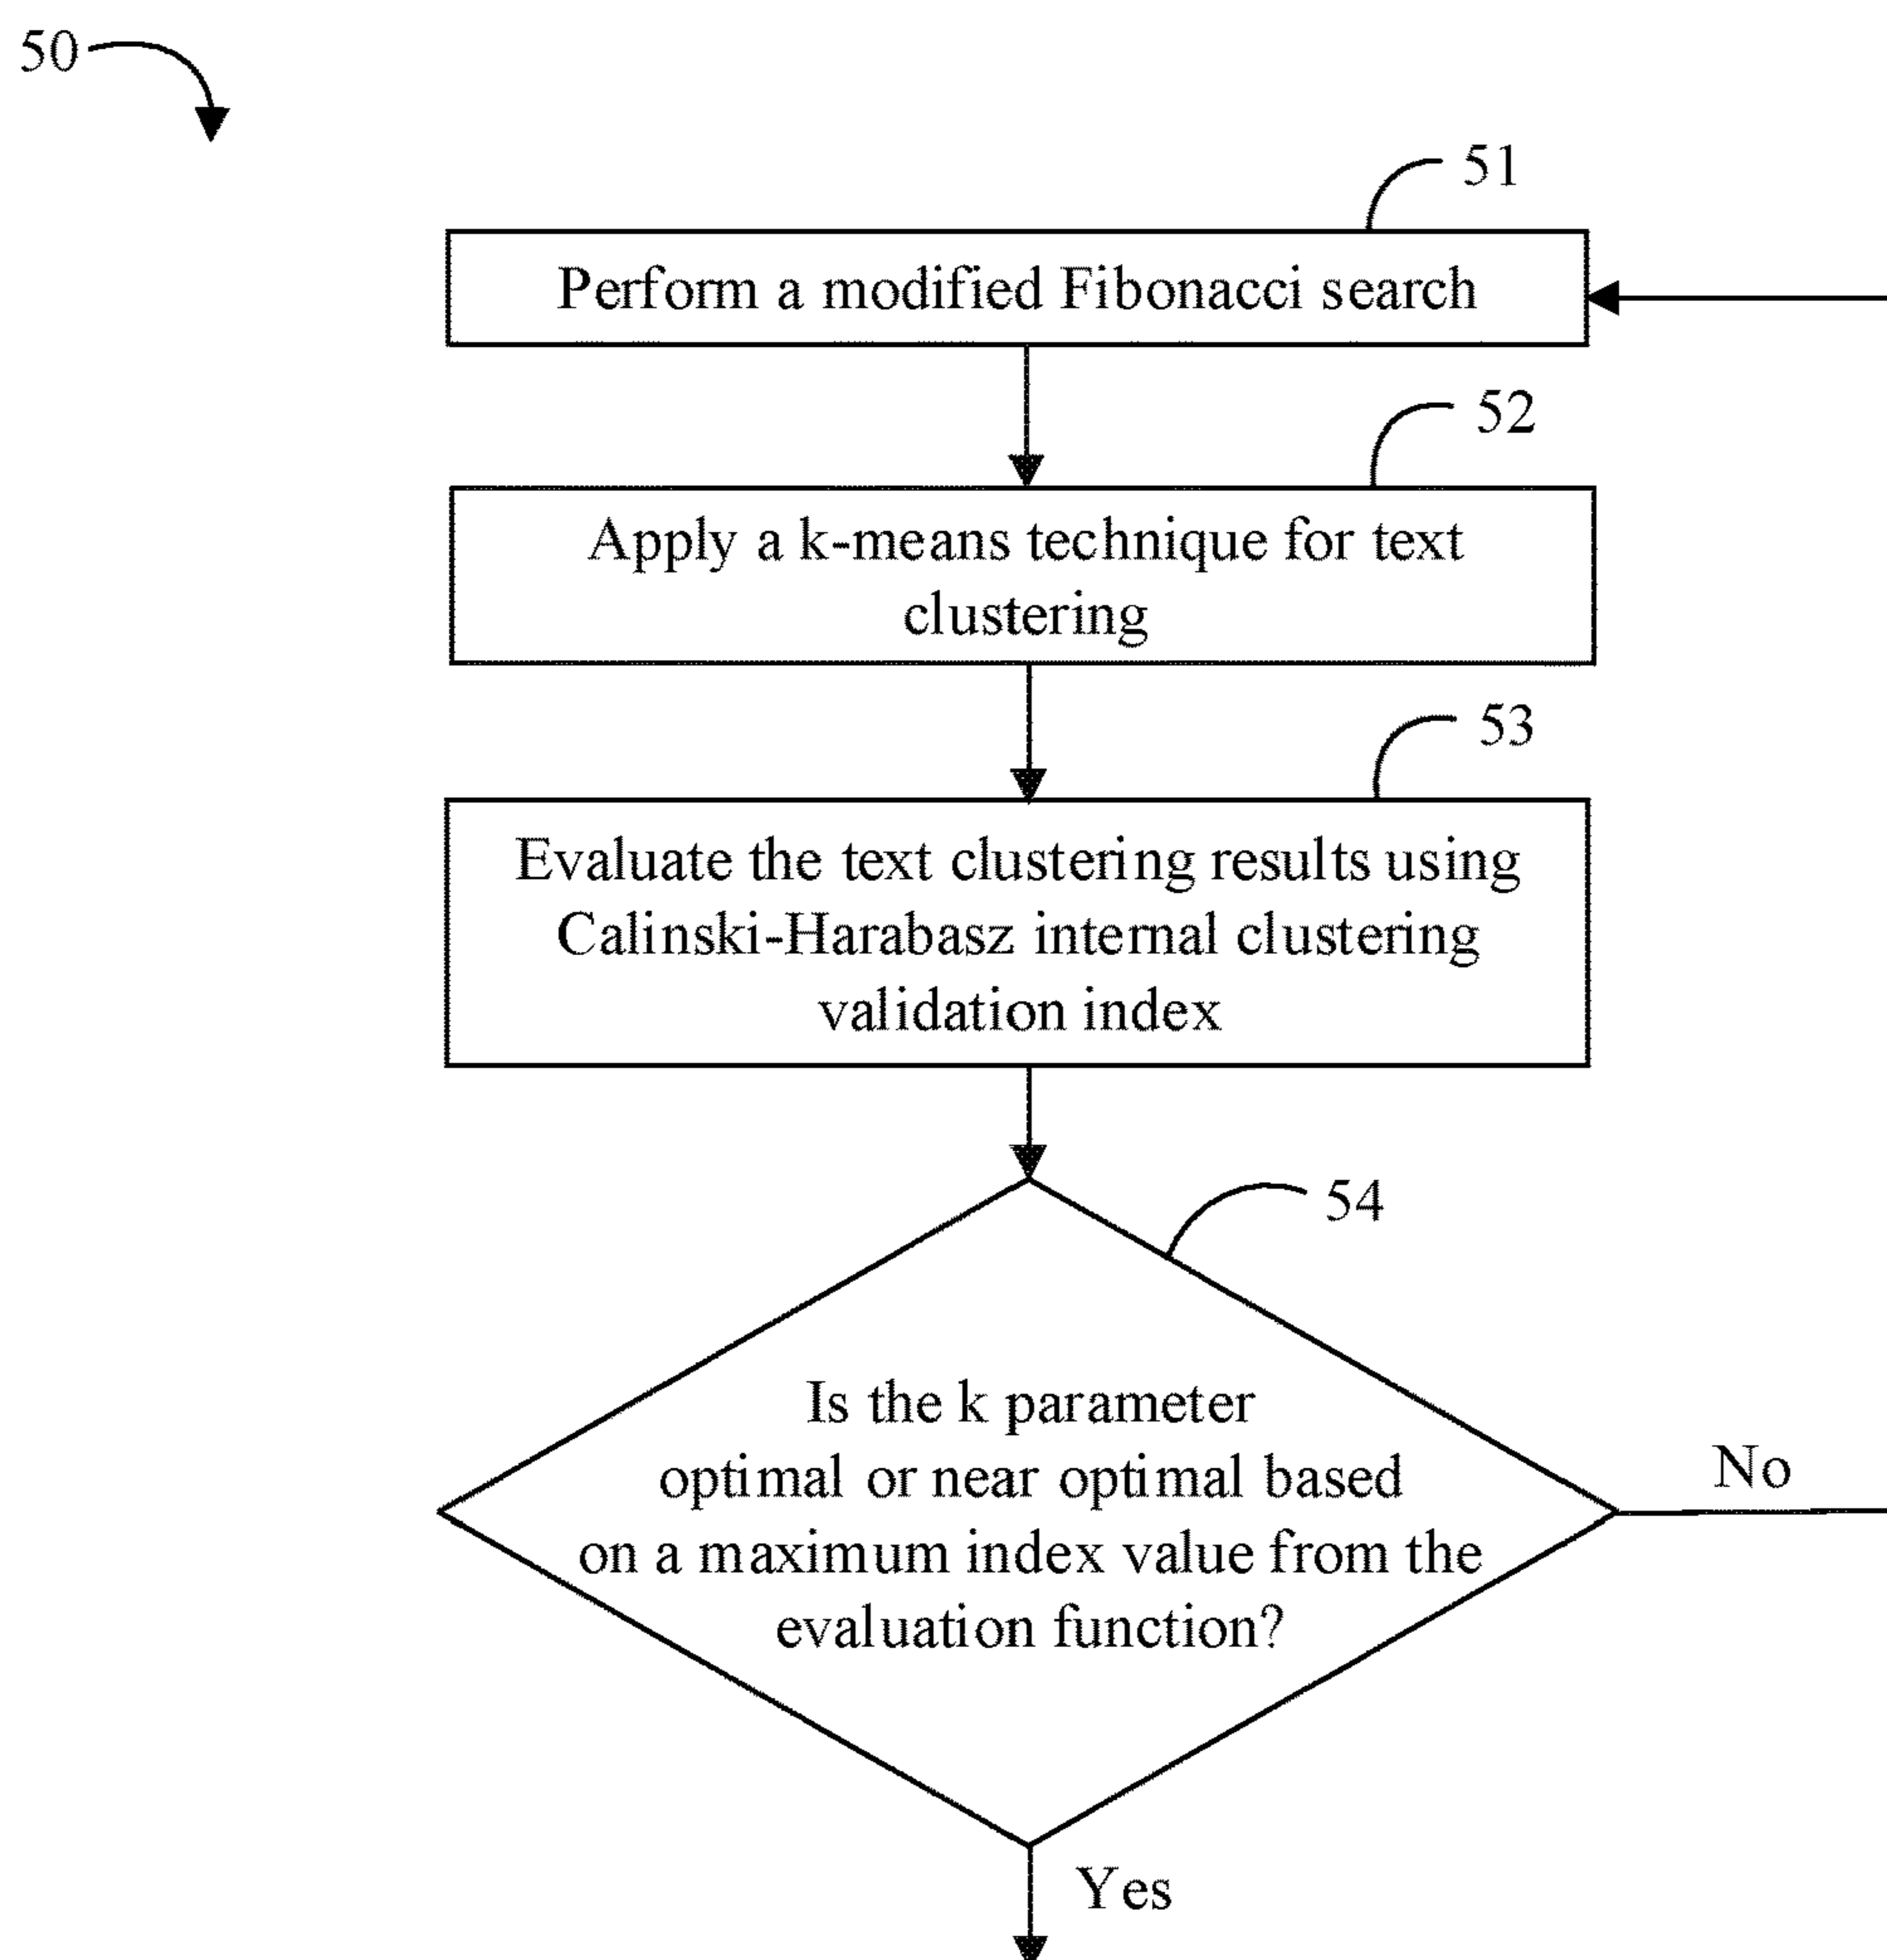 50
51
Perform a modified Fibonacci search
52
Apply a k-means technique for text
clustering
53
Evaluate the text clustering results using
Calinski-Harabasz internal clustering
validation index
54
Is the k parameter
optimal or near optimal based
on a maximum index value from the
evaluation function?
No
Yes